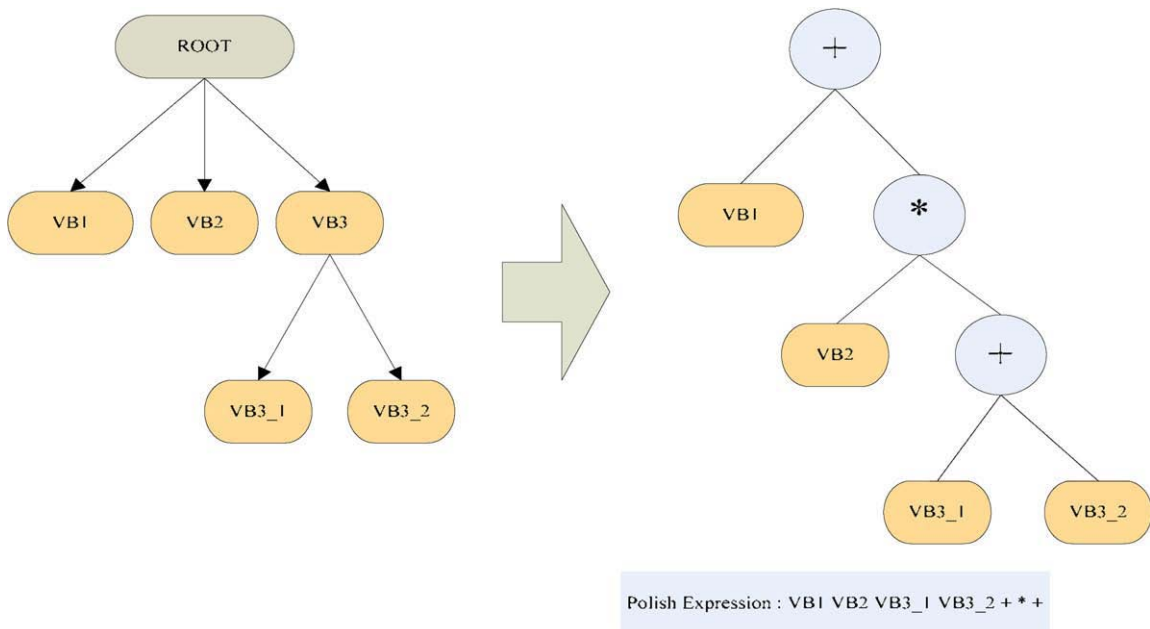 ROOT
VB1
VB2
VB3
VB3_1
VB3_2
+
VB1
*
VB2
+
VB3_1
VB3_2
Polish Expression : VB1 VB2 VB3_1 VB3_2 + * +